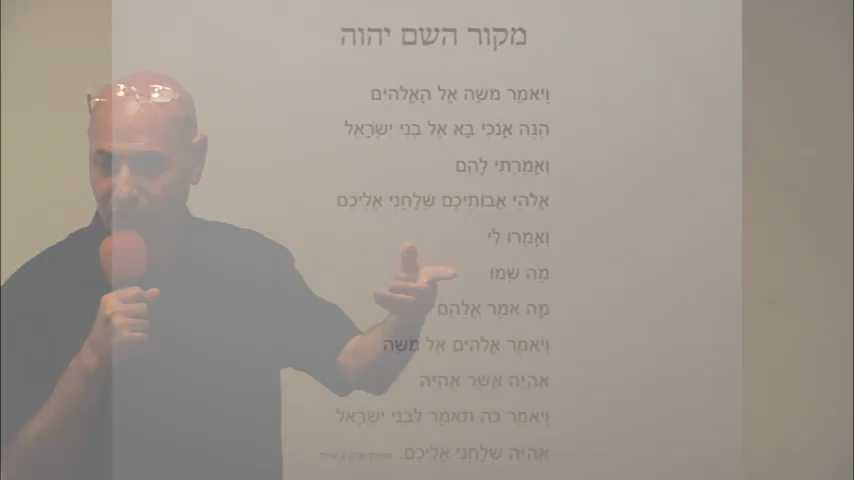 מקור השם יהוה
וַיֹּאמֶר מֹשֶׁה אֶל הָאֱלֹהִים
הִנֵּה אָנֹכִי בָא אֶל בְּנֵי יִשְׂרָאֵל
וְאָמַרְתִּי לָהֶם
אֱלֹהֵי אֲבוֹתֵיכֶם שְׁלָחַנִי אֲלֵיכֶם
וְאָמְרוּ לִי
מַה שְּׁמוֹ
מָה אֹמַר אֲלֵהֶם
וַיֹּאמֶר אֱלֹהִים אֶל מֹשֶׁה
אֶהְיֶה אֲשֶׁר אֶהְיֶה
וַיֹּאמֶר כֹּה תֹאמַר לִבְנֵי יִשְׂרָאֵל
אֶהְיֶה שְׁלָחַנִי אֲלֵיכֶם.